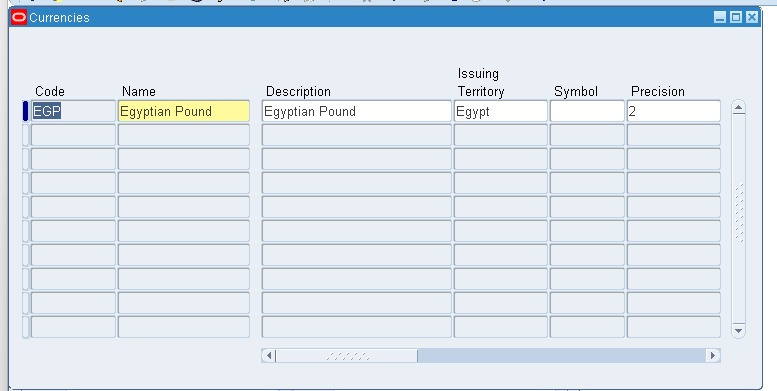 Currencies
Issuing
Code Name Description Territory Symbol Precision
EGP Egyptian Pound Egyptian Pound Egypt 2